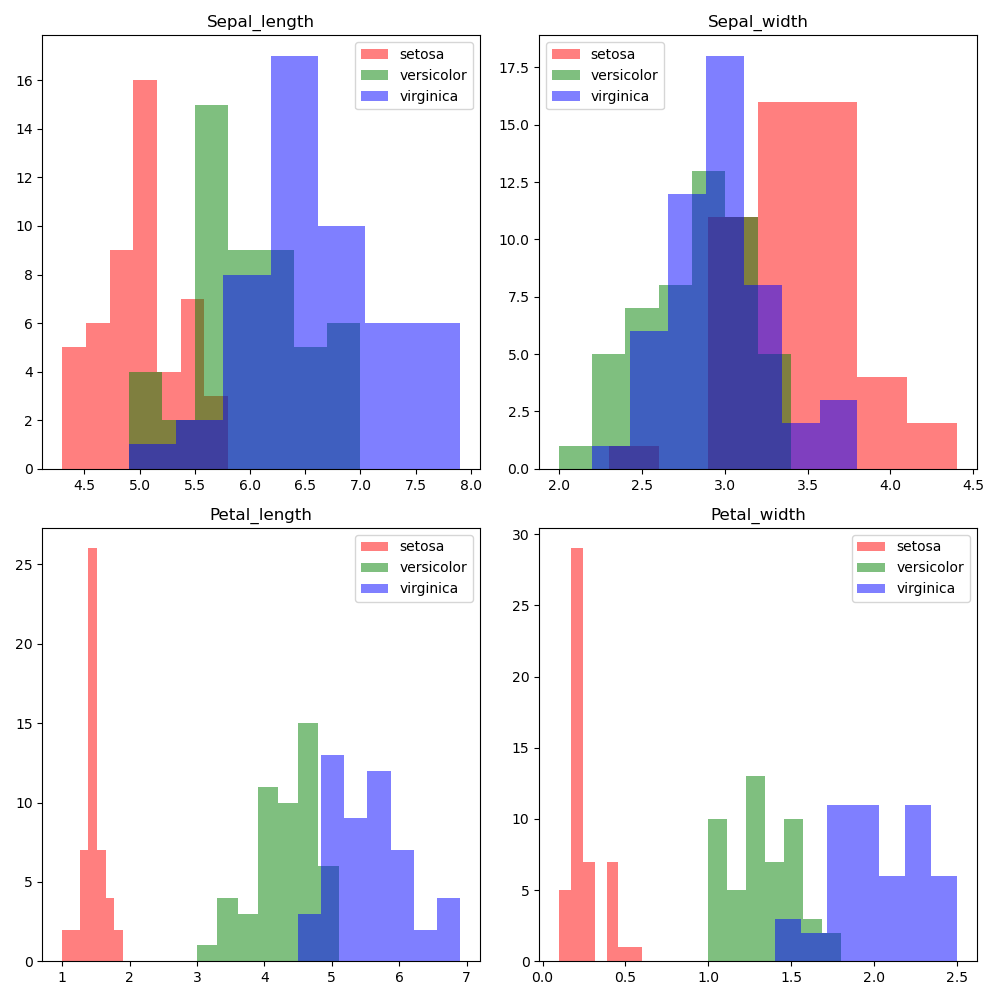 Sepal_length
setosa
versicolor
virginica
16
14
12
10
8
6
4
2
0
4.5 5.0 5.5 6.0 6.5 7.0 7.5 8.0
Sepal_width
setosa
versicolor
virginica
17.5
15.0
12.5
10.0
7.5
5.0
2.5
0.0
2.0 2.5 3.0 3.5 4.0 4.5
Petal_length
setosa
versicolor
virginica
25
20
15
10
5
0
1 2 3 4 5 6 7
Petal_width
setosa
versicolor
virginica
30
25
20
15
10
5
0
0.0 0.5 1.0 1.5 2.0 2.5